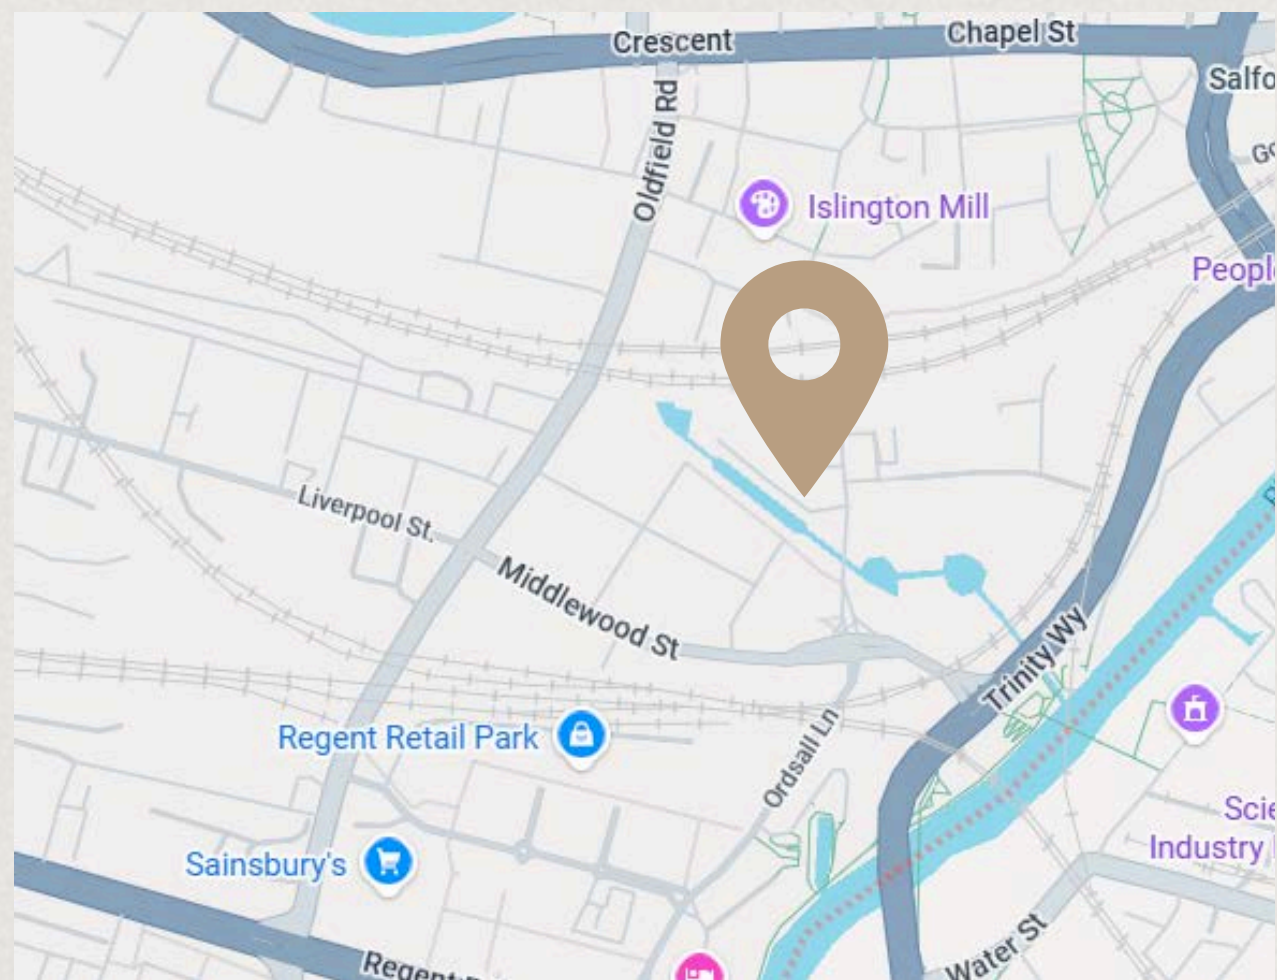 Crescent
Chapel St
Salfo
Oldfield Rd
Islington Mill
Peopl
Liverpool St.
Middlewood St
Trinity Wy
Regent Retail Park
Ordsall Ln
Scie
Industry
Sainsbury's
Water St
Regent